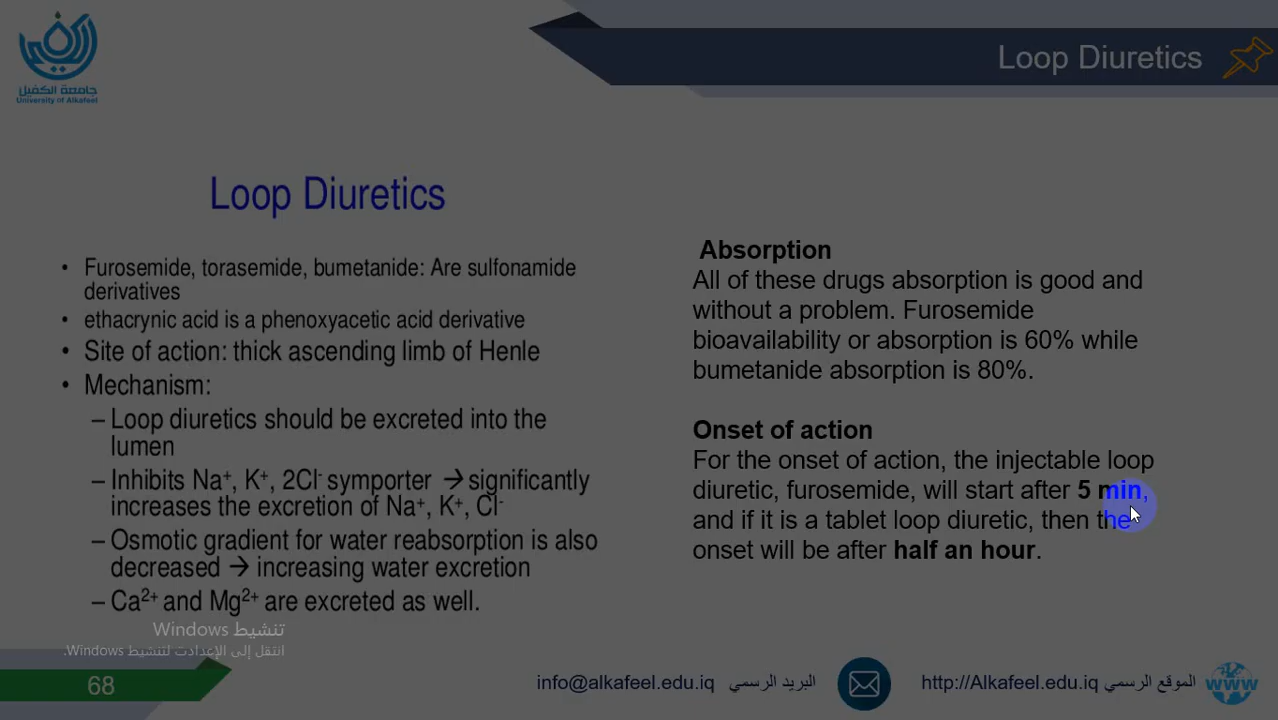 جامعة الكفيل
University of Alkafeel
Loop Diuretics
Loop Diuretics
• Furosemide, torasemide, bumetanide: Are sulfonamide
derivatives
• ethacrynic acid is a phenoxyacetic acid derivative
• Site of action: thick ascending limb of Henle
• Mechanism:
– Loop diuretics should be excreted into the
lumen
– Inhibits Na⁺, K⁺, 2Cl⁻ symporter → significantly
increases the excretion of Na⁺, K⁺, Cl⁻
– Osmotic gradient for water reabsorption is also
decreased → increasing water excretion
– Ca²⁺ and Mg²⁺ are excreted as well.
Absorption
All of these drugs absorption is good and
without a problem. Furosemide
bioavailability or absorption is 60% while
bumetanide absorption is 80%.
Onset of action
For the onset of action, the injectable loop
diuretic, furosemide, will start after 5 min,
and if it is a tablet loop diuretic, then the
onset will be after half an hour.
تنشيط Windows
انتقل إلى الإعدادات لتنشيط Windows.
68
info@alkafeel.edu.iq البريد الرسمي
http://Alkafeel.edu.iq الموقع الرسمي
www